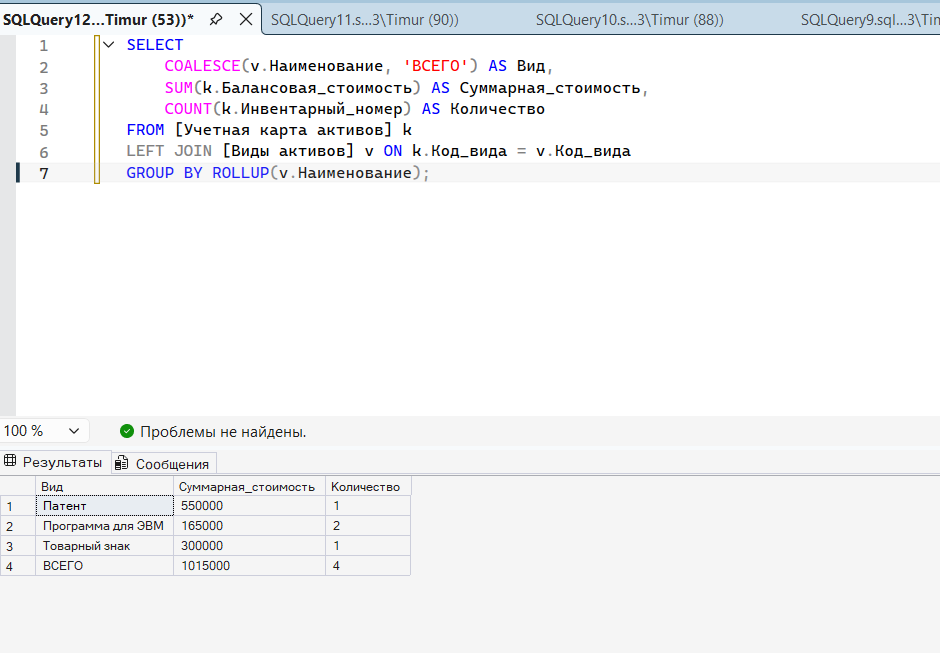 SQLQuery12...Timur (53))* SQLQuery11.s...3\Timur (90)) SQLQuery10.s...3\Timur (88)) SQLQuery9.sql...3\Tim
1 SELECT
2 COALESCE(v.Наименование, 'ВСЕГО') AS Вид,
3 SUM(k.Балансовая_стоимость) AS Суммарная_стоимость,
4 COUNT(k.Инвентарный_номер) AS Количество
5 FROM [Учетная карта активов] k
6 LEFT JOIN [Виды активов] v ON k.Код_вида = v.Код_вида
7 GROUP BY ROLLUP(v.Наименование);
100 % Проблемы не найдены.
Результаты Сообщения
Вид Суммарная_стоимость Количество
1 Патент 550000 1
2 Программа для ЭВМ 165000 2
3 Товарный знак 300000 1
4 ВСЕГО 1015000 4